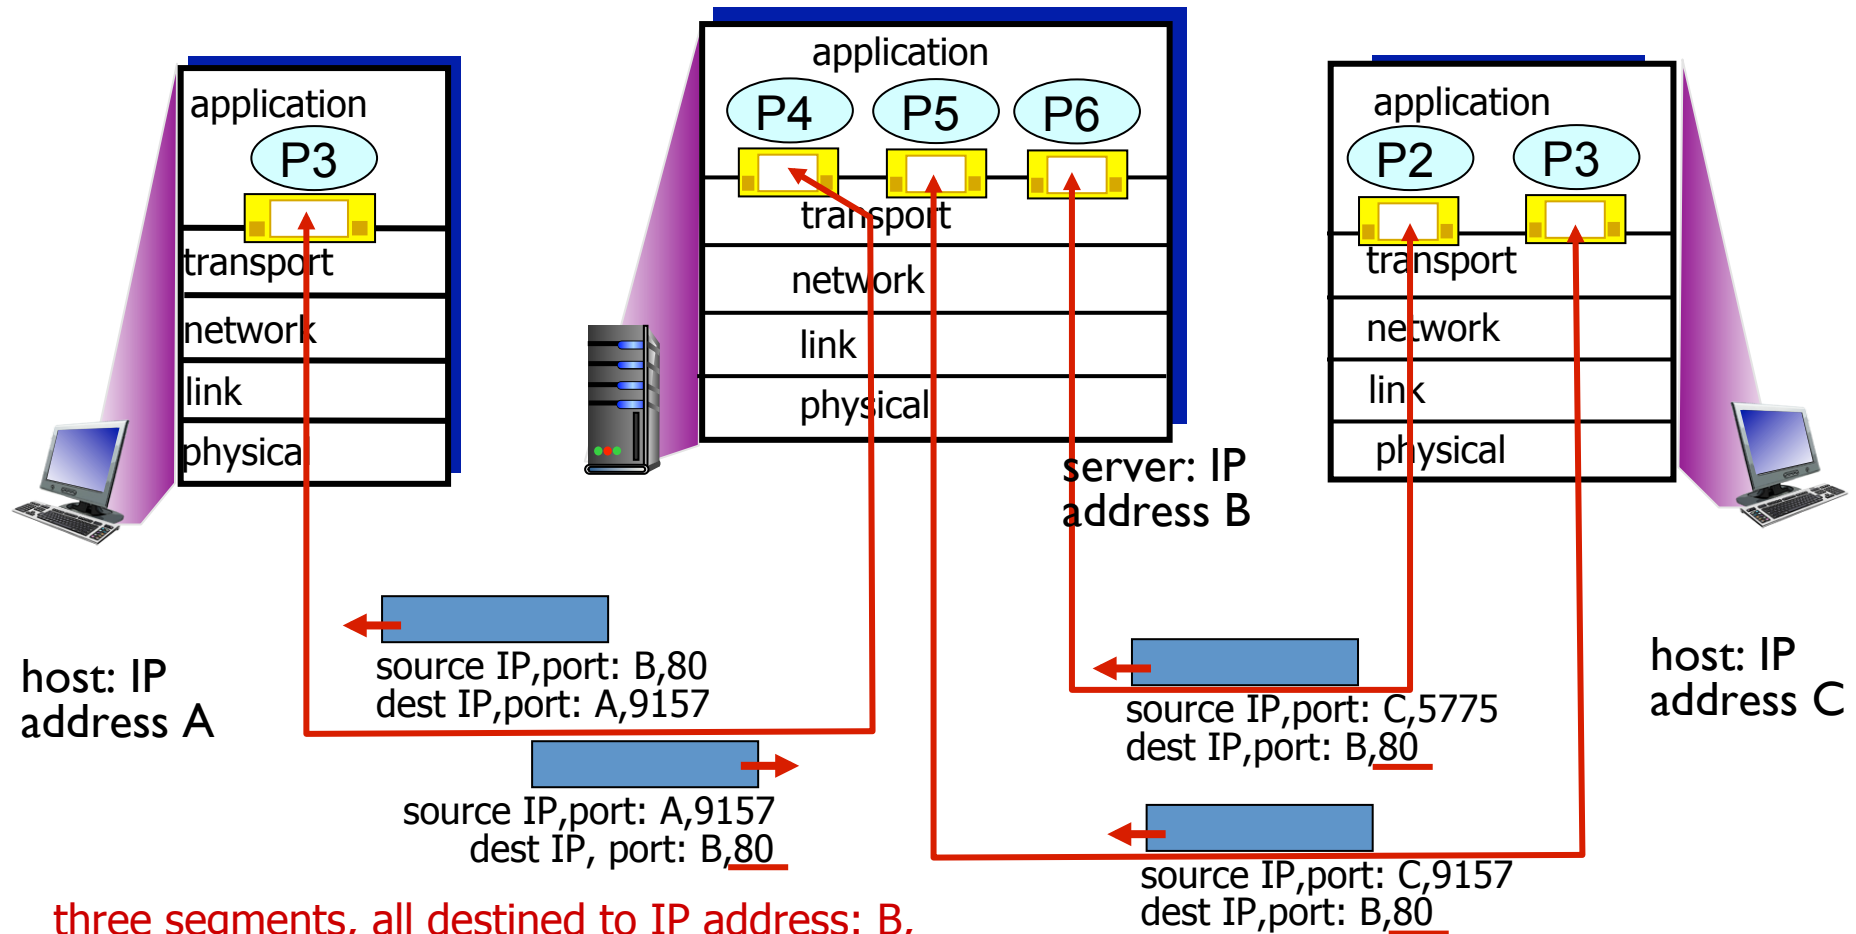 application
P3
transport
network
link
physical
host: IP
address A
application
P4 P5 P6
transport
network
link
physical
server: IP
address B
application
P2 P3
transport
network
link
physical
host: IP
address C
source IP,port: B,80
dest IP,port: A,9157
source IP,port: A,9157
dest IP, port: B,80
source IP,port: C,5775
dest IP,port: B,80
source IP,port: C,9157
dest IP,port: B,80
three segments, all destined to IP address: B,